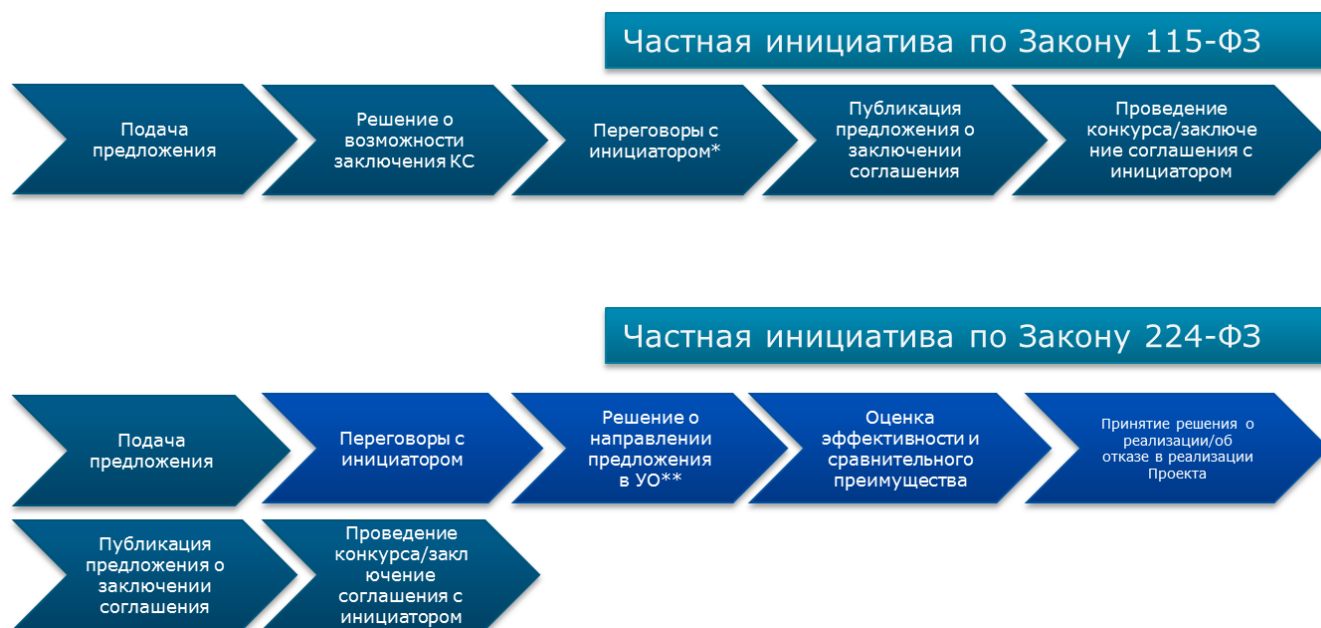 Частная инициатива по Закону 115-ФЗ
Подача
предложения
Решение о
возможности
заключения КС
Переговоры с
инициатором*
Публикация
предложения о
заключении
соглашения
Проведение
конкурса/заключе
ние соглашения с
инициатором
Частная инициатива по Закону 224-ФЗ
Подача
предложения
Переговоры с
инициатором
Решение о
направлении
предложения
в УО**
Оценка
эффективности и
сравнительного
преимущества
Принятие решения о
реализации/об
отказе в реализации
Проекта
Публикация
предложения о
заключении
соглашения
Проведение
конкурса/закл
ючение
соглашения с
инициатором